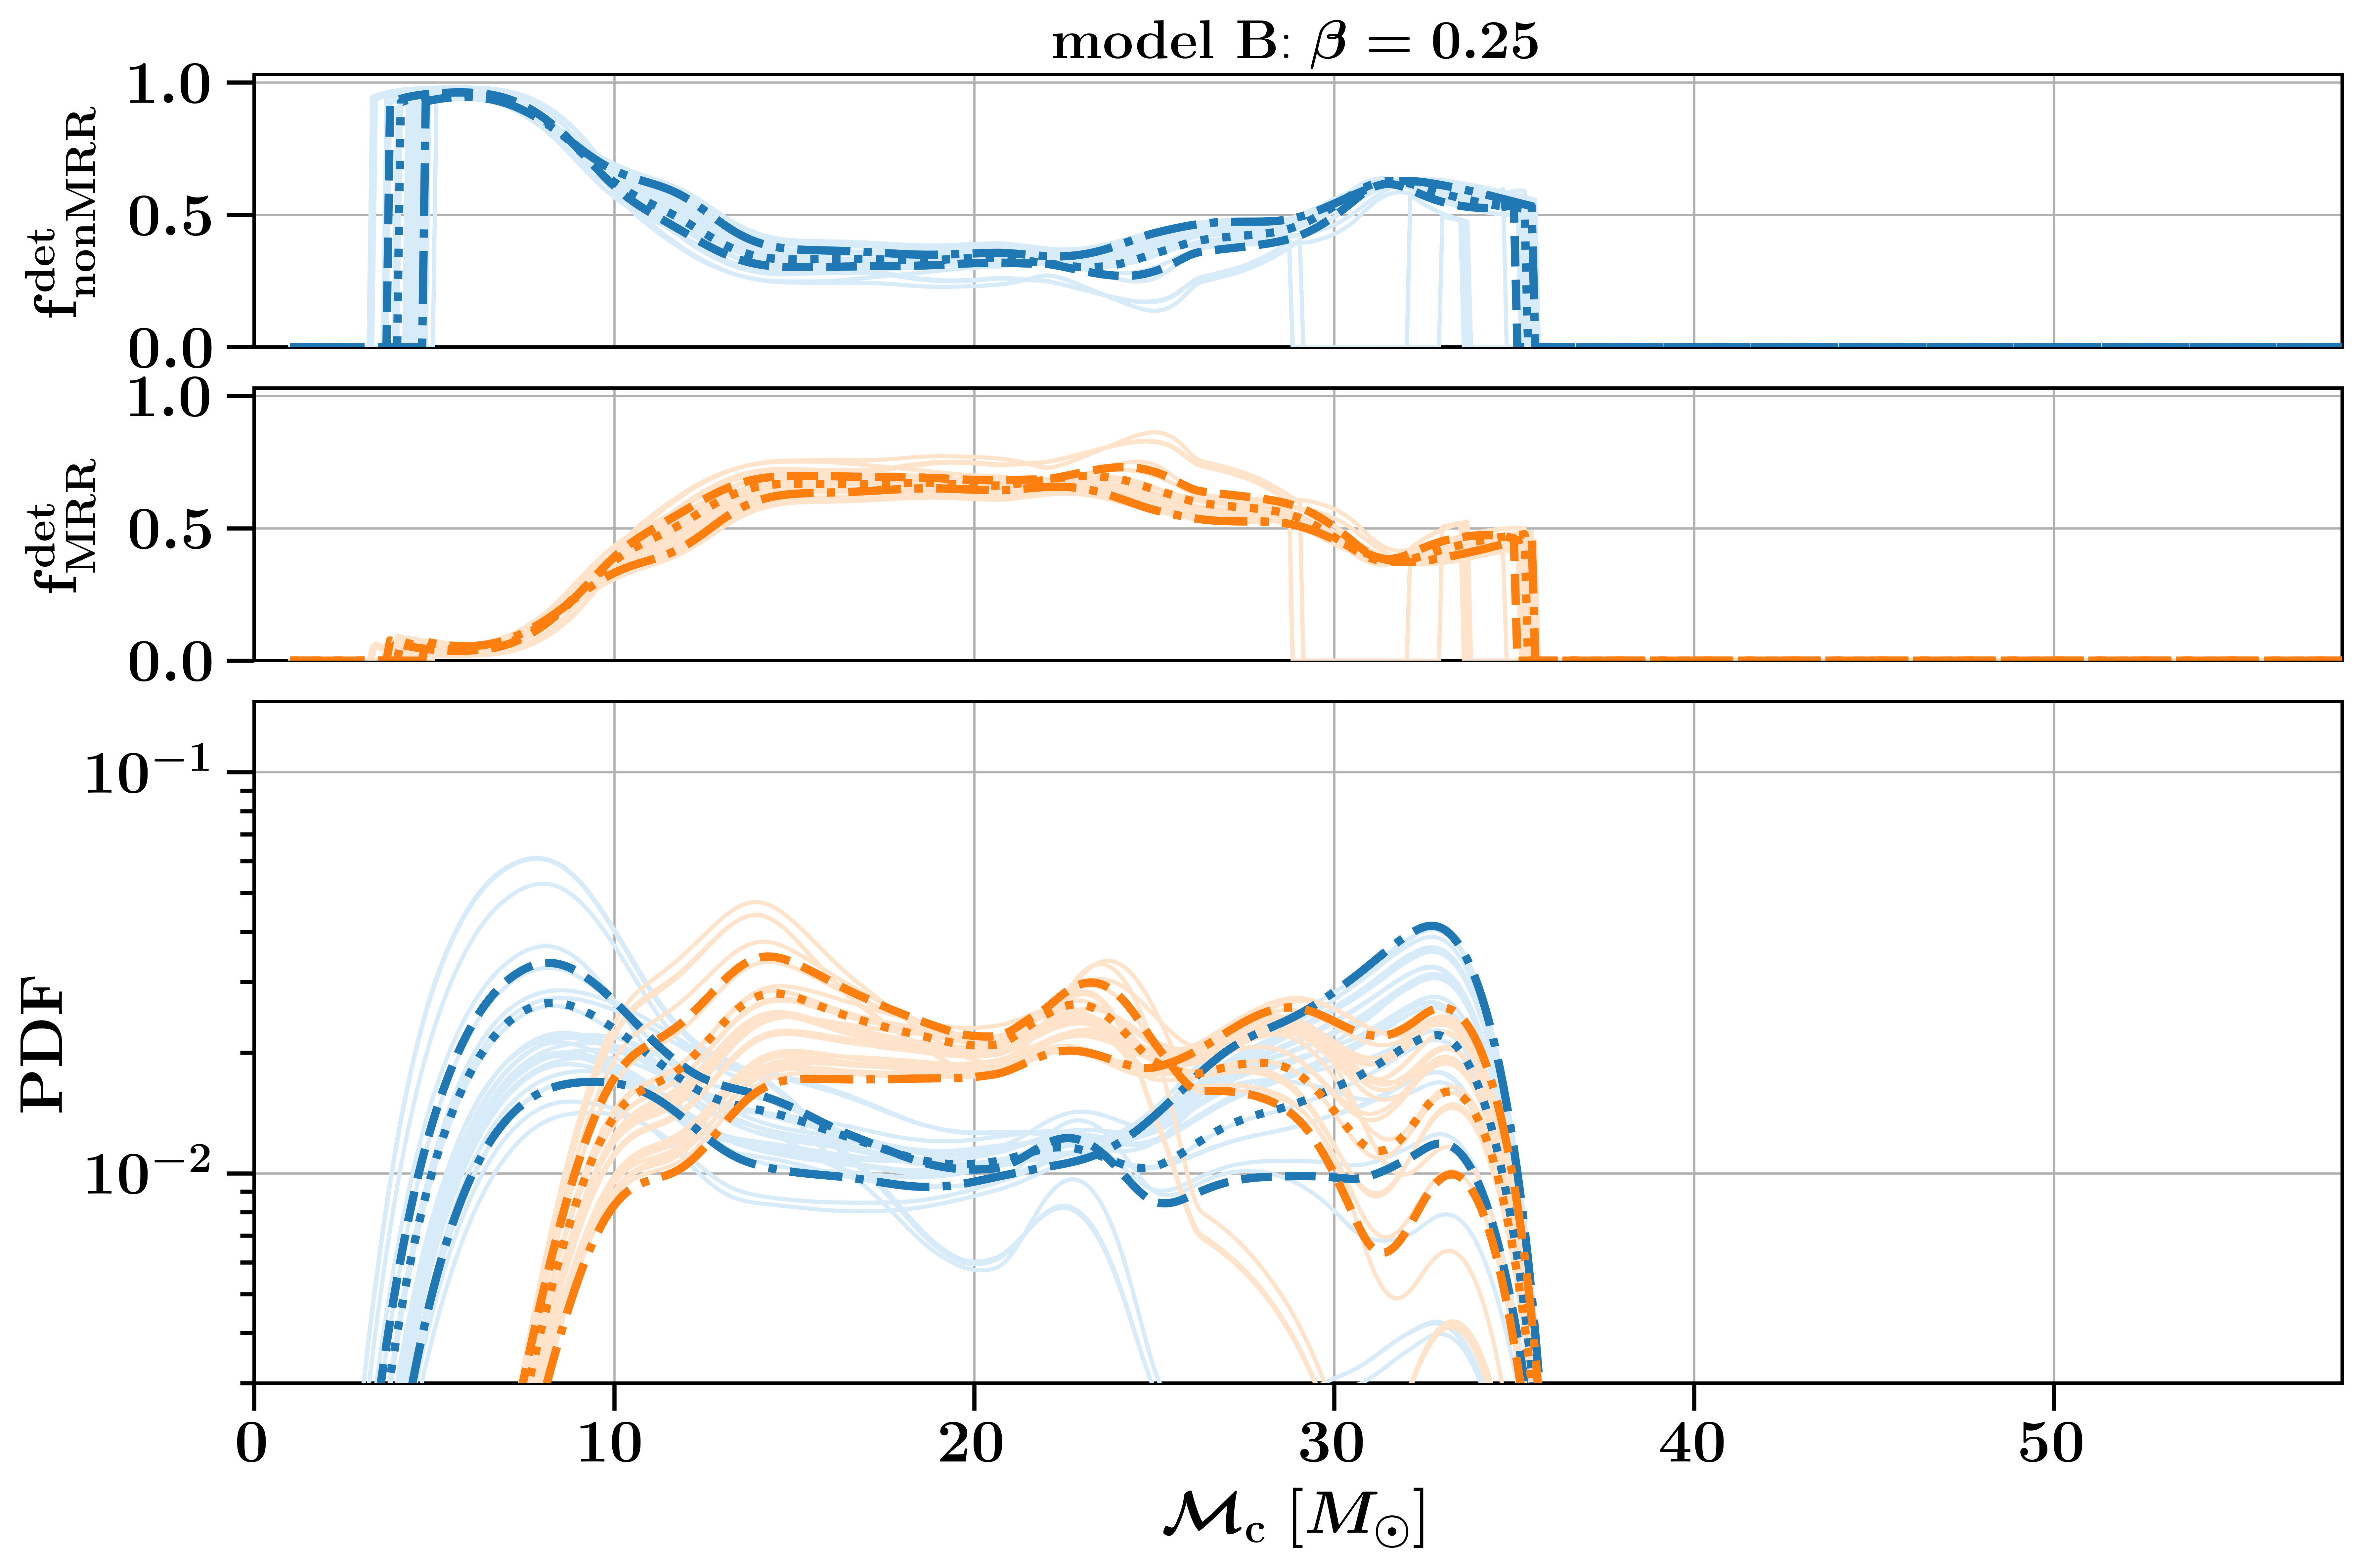 model B: β = 0.25
1.0
0.5
0.0
f^det_nonMRR
1.0
0.5
0.0
f^det_MRR
10⁻¹
10⁻²
PDF
0 10 20 30 40 50
ℳ_c [M_⊙]